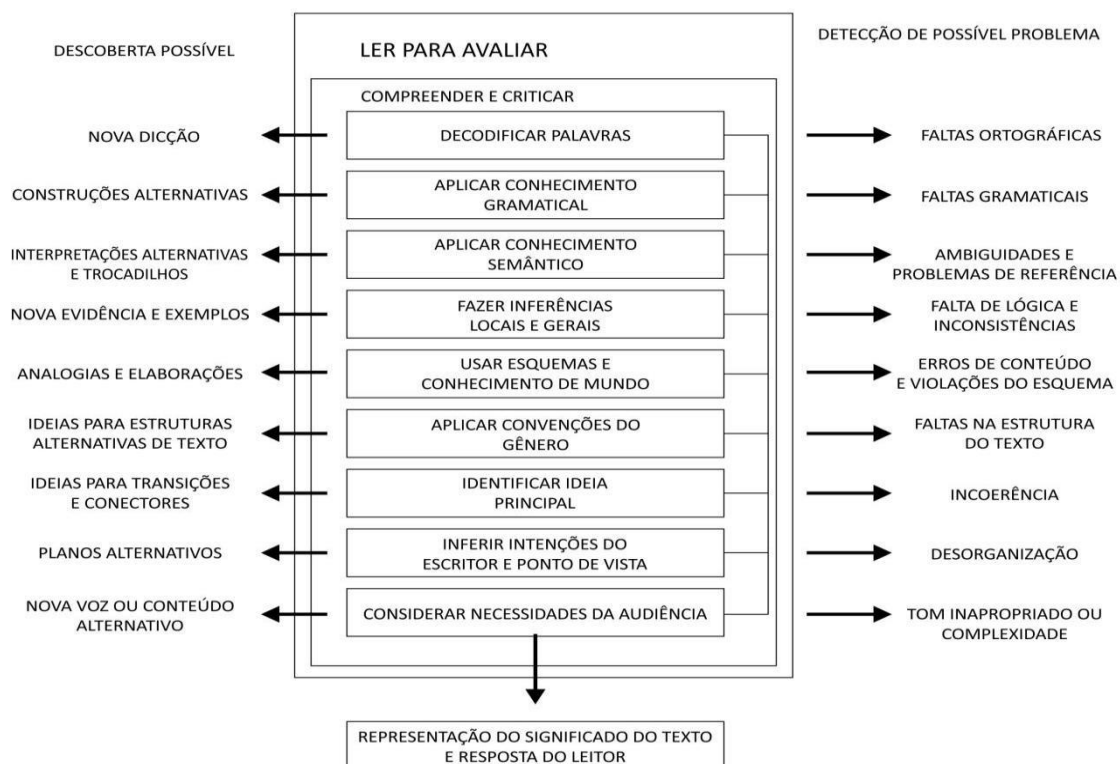 DESCOBERTA POSSÍVEL
LER PARA AVALIAR
DETECÇÃO DE POSSÍVEL PROBLEMA
COMPREENDER E CRITICAR
NOVA DICÇÃO
DECODIFICAR PALAVRAS
FALTAS ORTOGRÁFICAS
CONSTRUÇÕES ALTERNATIVAS
APLICAR CONHECIMENTO
GRAMATICAL
FALTAS GRAMATICAIS
INTERPRETAÇÕES ALTERNATIVAS
E TROCADILHOS
APLICAR CONHECIMENTO
SEMÂNTICO
AMBIGUIDADES E
PROBLEMAS DE REFERÊNCIA
NOVA EVIDÊNCIA E EXEMPLOS
FAZER INFERÊNCIAS
LOCAIS E GERAIS
FALTA DE LÓGICA E
INCONSISTÊNCIAS
ANALOGIAS E ELABORAÇÕES
USAR ESQUEMAS E
CONHECIMENTO DE MUNDO
ERROS DE CONTEÚDO
E VIOLAÇÕES DO ESQUEMA
IDEIAS PARA ESTRUTURAS
ALTERNATIVAS DE TEXTO
APLICAR CONVENÇÕES DO
GÊNERO
FALTAS NA ESTRUTURA
DO TEXTO
IDEIAS PARA TRANSIÇÕES
E CONECTORES
IDENTIFICAR IDEIA
PRINCIPAL
INCOERÊNCIA
PLANOS ALTERNATIVOS
INFERIR INTENÇÕES DO
ESCRITOR E PONTO DE VISTA
DESORGANIZAÇÃO
NOVA VOZ OU CONTEÚDO
ALTERNATIVO
CONSIDERAR NECESSIDADES DA AUDIÊNCIA
TOM INAPROPRIADO OU
COMPLEXIDADE
REPRESENTAÇÃO DO SIGNIFICADO DO TEXTO
E RESPOSTA DO LEITOR